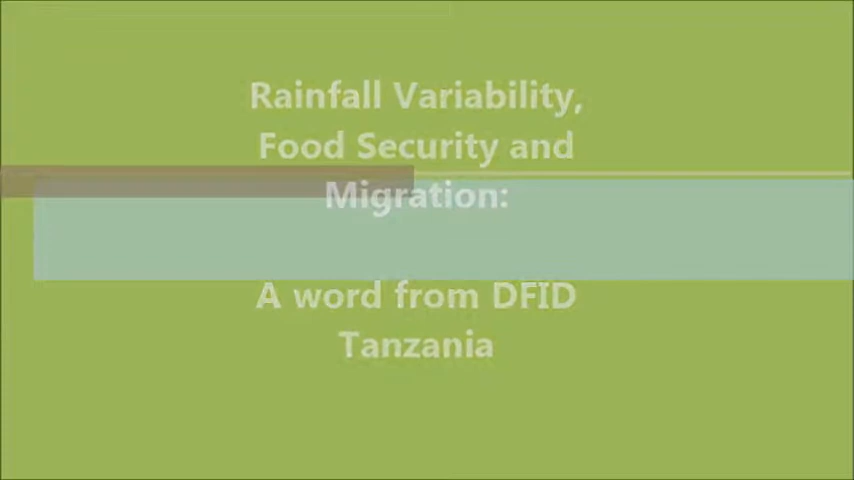 Rainfall Variability,
Food Security and
Migration:
A word from DFID
Tanzania